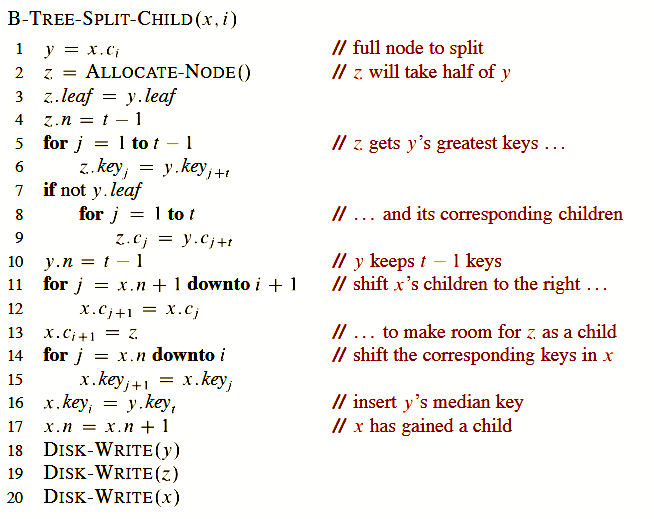 B-TREE-SPLIT-CHILD(x, i)
1 y = x.c_i // full node to split
2 z = ALLOCATE-NODE() // z will take half of y
3 z.leaf = y.leaf
4 z.n = t − 1
5 for j = 1 to t − 1 // z gets y's greatest keys ...
6 z.key_j = y.key_{j+t}
7 if not y.leaf
8 for j = 1 to t // ... and its corresponding children
9 z.c_j = y.c_{j+t}
10 y.n = t − 1 // y keeps t − 1 keys
11 for j = x.n + 1 downto i + 1 // shift x's children to the right ...
12 x.c_{j+1} = x.c_j
13 x.c_{i+1} = z // ... to make room for z as a child
14 for j = x.n downto i // shift the corresponding keys in x
15 x.key_{j+1} = x.key_j
16 x.key_i = y.key_t // insert y's median key
17 x.n = x.n + 1 // x has gained a child
18 DISK-WRITE(y)
19 DISK-WRITE(z)
20 DISK-WRITE(x)